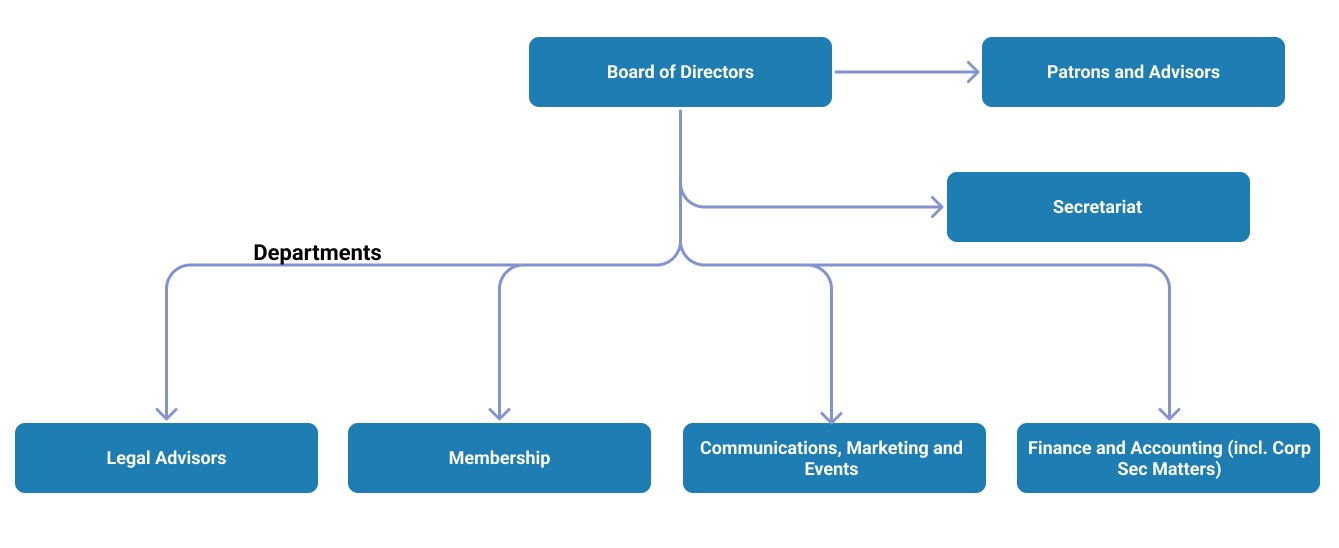 Board of Directors
Patrons and Advisors
Secretariat
Departments
Legal Advisors
Membership
Communications, Marketing and
Events
Finance and Accounting (incl. Corp
Sec Matters)